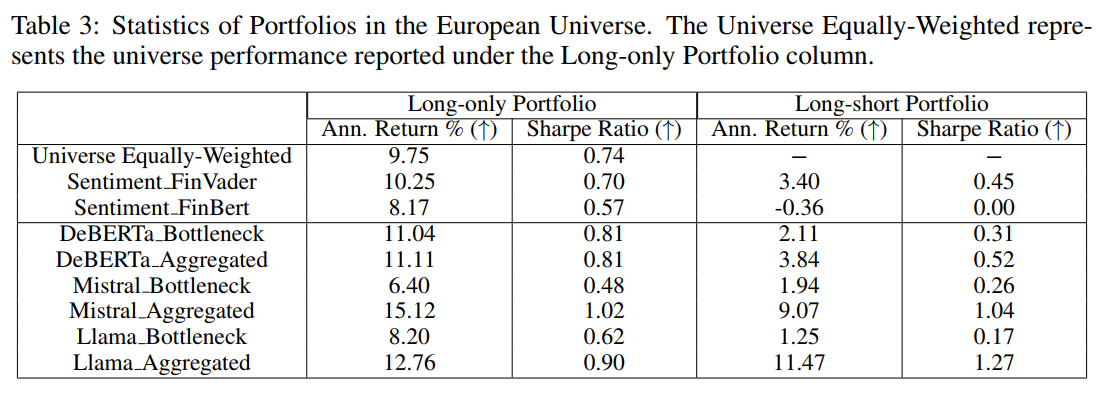 Table 3: Statistics of Portfolios in the European Universe. The Universe Equally-Weighted repre-
sents the universe performance reported under the Long-only Portfolio column.
Long-only Portfolio Long-short Portfolio
Ann. Return % (↑) Sharpe Ratio (↑) Ann. Return % (↑) Sharpe Ratio (↑)
Universe Equally-Weighted 9.75 0.74 − −
Sentiment_FinVader 10.25 0.70 3.40 0.45
Sentiment_FinBert 8.17 0.57 -0.36 0.00
DeBERTa_Bottleneck 11.04 0.81 2.11 0.31
DeBERTa_Aggregated 11.11 0.81 3.84 0.52
Mistral_Bottleneck 6.40 0.48 1.94 0.26
Mistral_Aggregated 15.12 1.02 9.07 1.04
Llama_Bottleneck 8.20 0.62 1.25 0.17
Llama_Aggregated 12.76 0.90 11.47 1.27